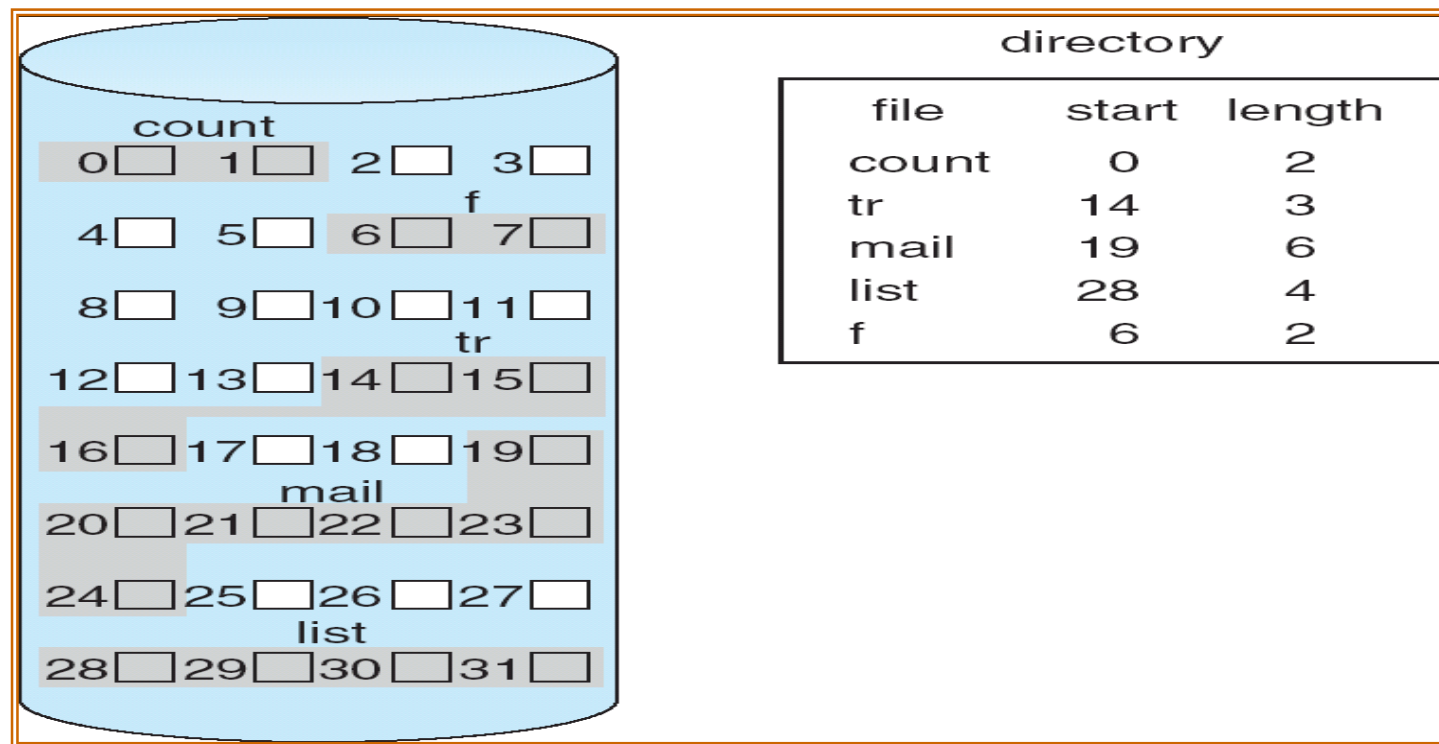 count
0 1 2 3
f
4 5 6 7
8 9 10 11
tr
12 13 14 15
16 17 18 19
mail
20 21 22 23
24 25 26 27
list
28 29 30 31
directory
file start length
count 0 2
tr 14 3
mail 19 6
list 28 4
f 6 2